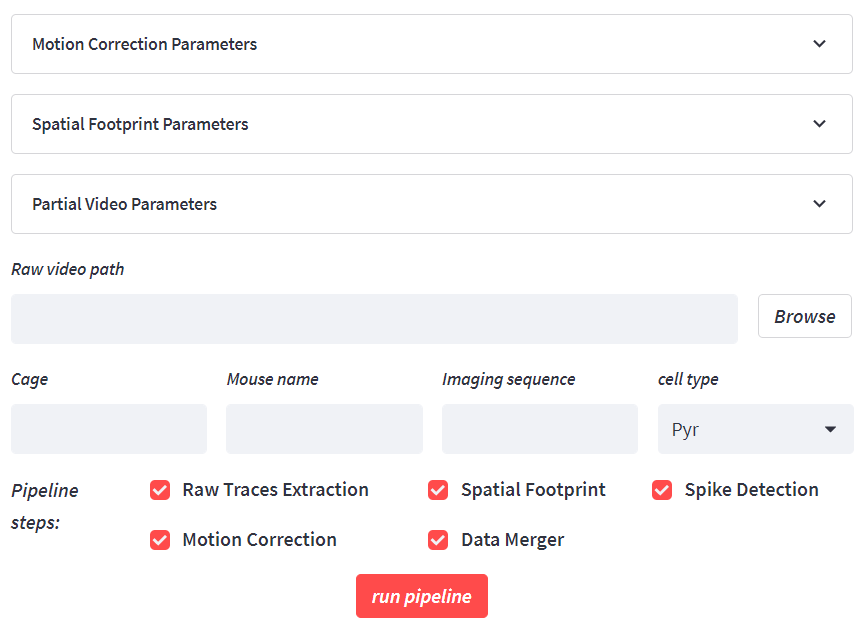 Motion Correction Parameters
Spatial Footprint Parameters
Partial Video Parameters
Raw video path
Browse
Cage
Mouse name
Imaging sequence
cell type
Pyr
Pipeline
steps:
Raw Traces Extraction
Spatial Footprint
Spike Detection
Motion Correction
Data Merger
run pipeline